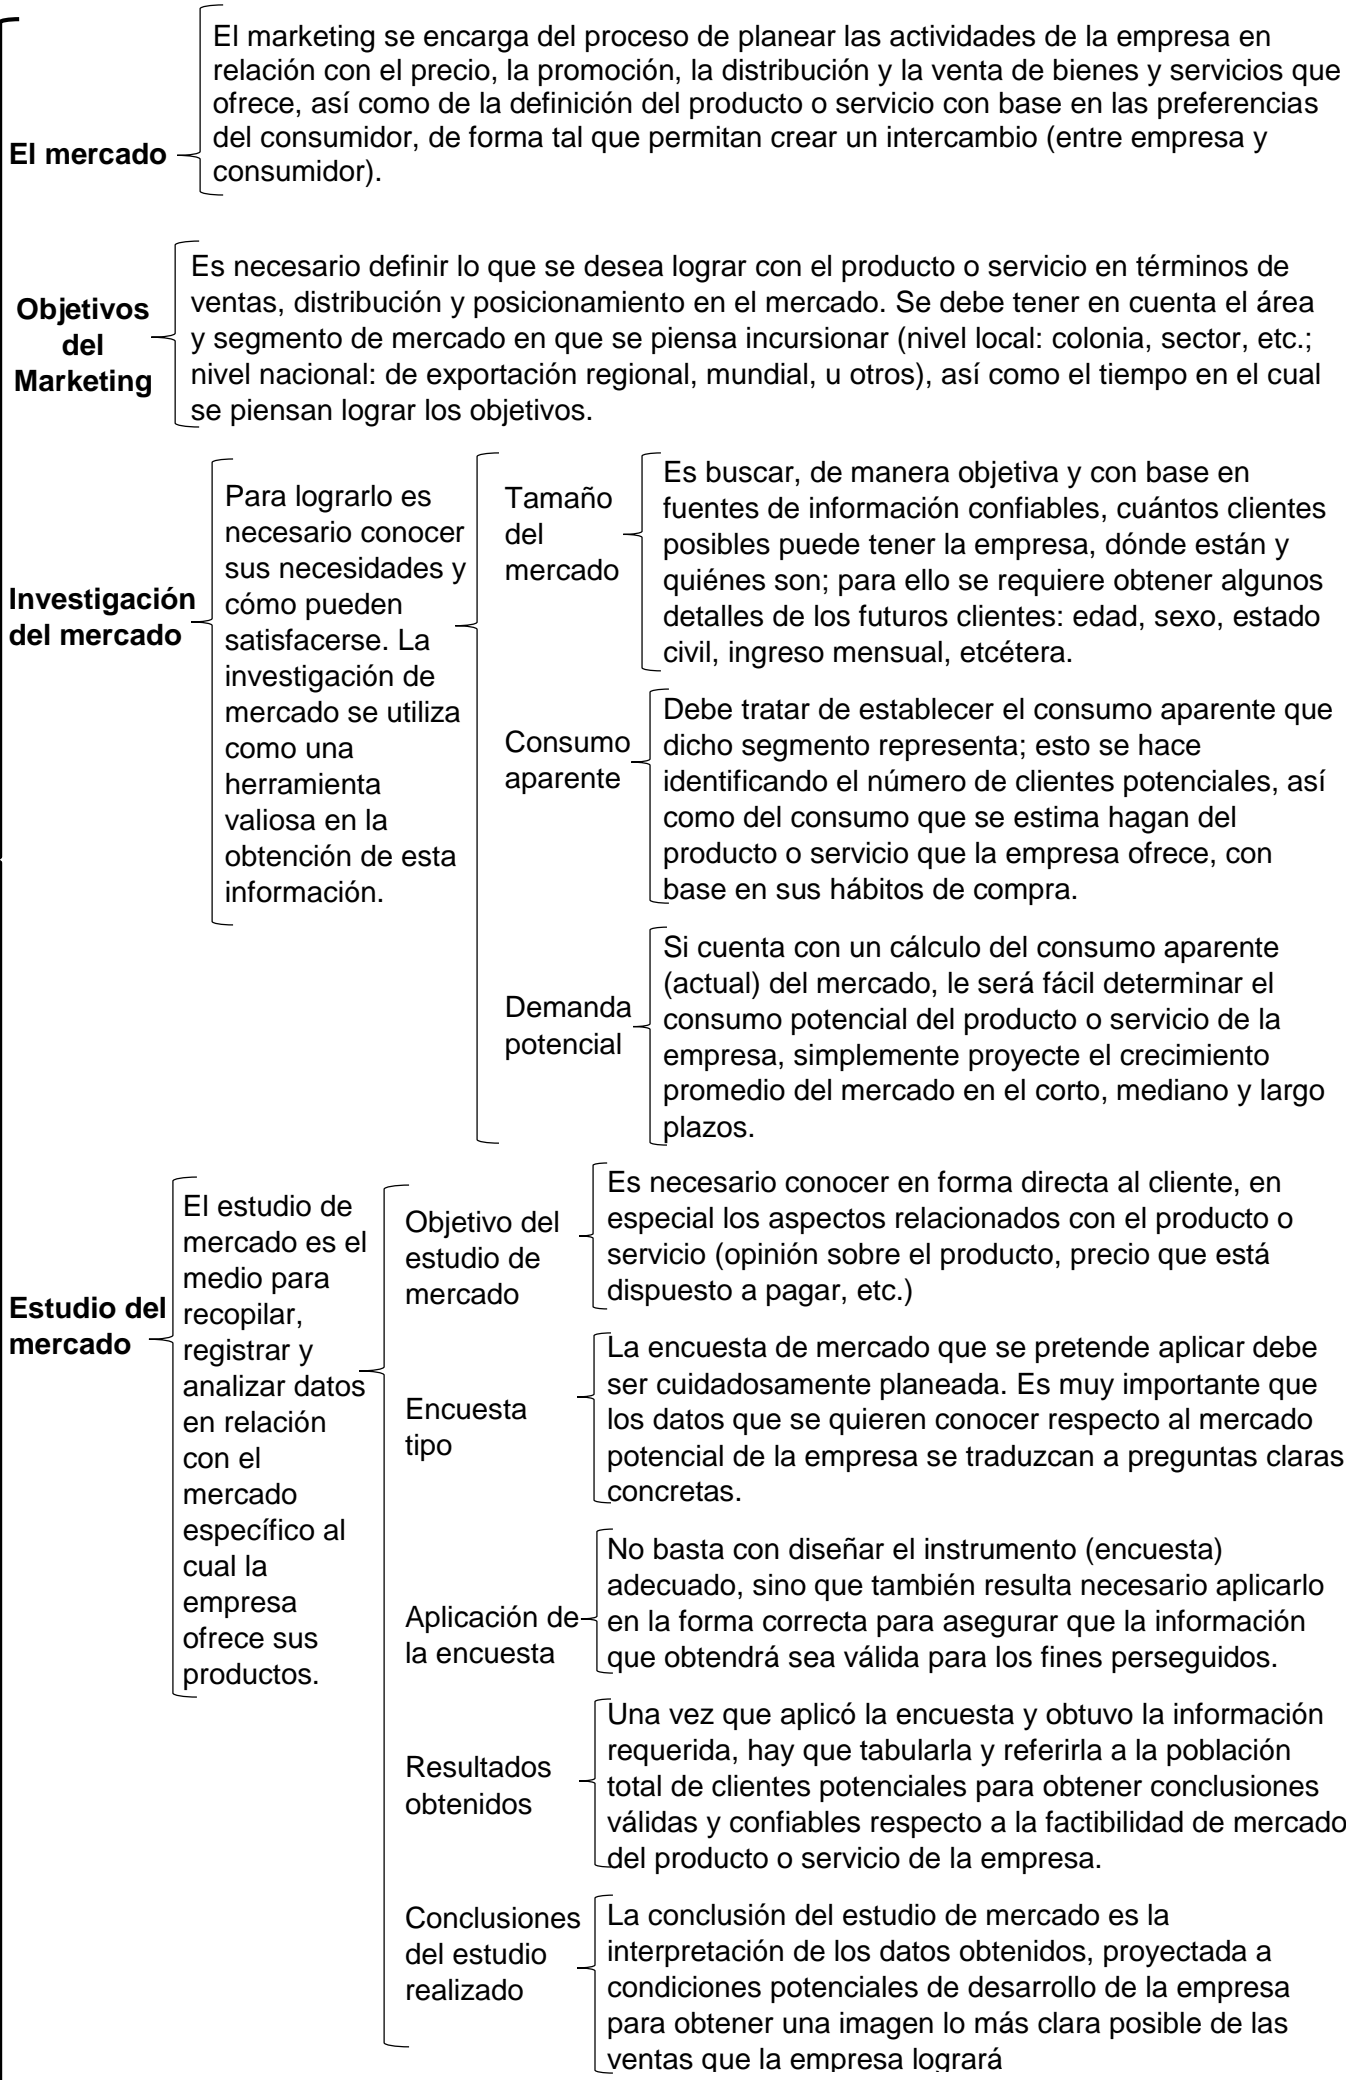 El mercado
El marketing se encarga del proceso de planear las actividades de la empresa en
relación con el precio, la promoción, la distribución y la venta de bienes y servicios que
ofrece, así como de la definición del producto o servicio con base en las preferencias
del consumidor, de forma tal que permitan crear un intercambio (entre empresa y
consumidor).
Objetivos
del
Marketing
Es necesario definir lo que se desea lograr con el producto o servicio en términos de
ventas, distribución y posicionamiento en el mercado. Se debe tener en cuenta el área
y segmento de mercado en que se piensa incursionar (nivel local: colonia, sector, etc.;
nivel nacional: de exportación regional, mundial, u otros), así como el tiempo en el cual
se piensan lograr los objetivos.
Investigación
del mercado
Para lograrlo es
necesario conocer
sus necesidades y
cómo pueden
satisfacerse. La
investigación de
mercado se utiliza
como una
herramienta
valiosa en la
obtención de esta
información.
Tamaño
del
mercado
Es buscar, de manera objetiva y con base en
fuentes de información confiables, cuántos clientes
posibles puede tener la empresa, dónde están y
quiénes son; para ello se requiere obtener algunos
detalles de los futuros clientes: edad, sexo, estado
civil, ingreso mensual, etcétera.
Consumo
aparente
Debe tratar de establecer el consumo aparente que
dicho segmento representa; esto se hace
identificando el número de clientes potenciales, así
como del consumo que se estima hagan del
producto o servicio que la empresa ofrece, con
base en sus hábitos de compra.
Demanda
potencial
Si cuenta con un cálculo del consumo aparente
(actual) del mercado, le será fácil determinar el
consumo potencial del producto o servicio de la
empresa, simplemente proyecte el crecimiento
promedio del mercado en el corto, mediano y largo
plazos.
Estudio del
mercado
El estudio de
mercado es el
medio para
recopilar,
registrar y
analizar datos
en relación
con el
mercado
específico al
cual la
empresa
ofrece sus
productos.
Objetivo del
estudio de
mercado
Es necesario conocer en forma directa al cliente, en
especial los aspectos relacionados con el producto o
servicio (opinión sobre el producto, precio que está
dispuesto a pagar, etc.)
Encuesta
tipo
La encuesta de mercado que se pretende aplicar debe
ser cuidadosamente planeada. Es muy importante que
los datos que se quieren conocer respecto al mercado
potencial de la empresa se traduzcan a preguntas claras
concretas.
Aplicación de
la encuesta
No basta con diseñar el instrumento (encuesta)
adecuado, sino que también resulta necesario aplicarlo
en la forma correcta para asegurar que la información
que obtendrá sea válida para los fines perseguidos.
Resultados
obtenidos
Una vez que aplicó la encuesta y obtuvo la información
requerida, hay que tabularla y referirla a la población
total de clientes potenciales para obtener conclusiones
válidas y confiables respecto a la factibilidad de mercado
del producto o servicio de la empresa.
Conclusiones
del estudio
realizado
La conclusión del estudio de mercado es la
interpretación de los datos obtenidos, proyectada a
condiciones potenciales de desarrollo de la empresa
para obtener una imagen lo más clara posible de las
ventas que la empresa logrará